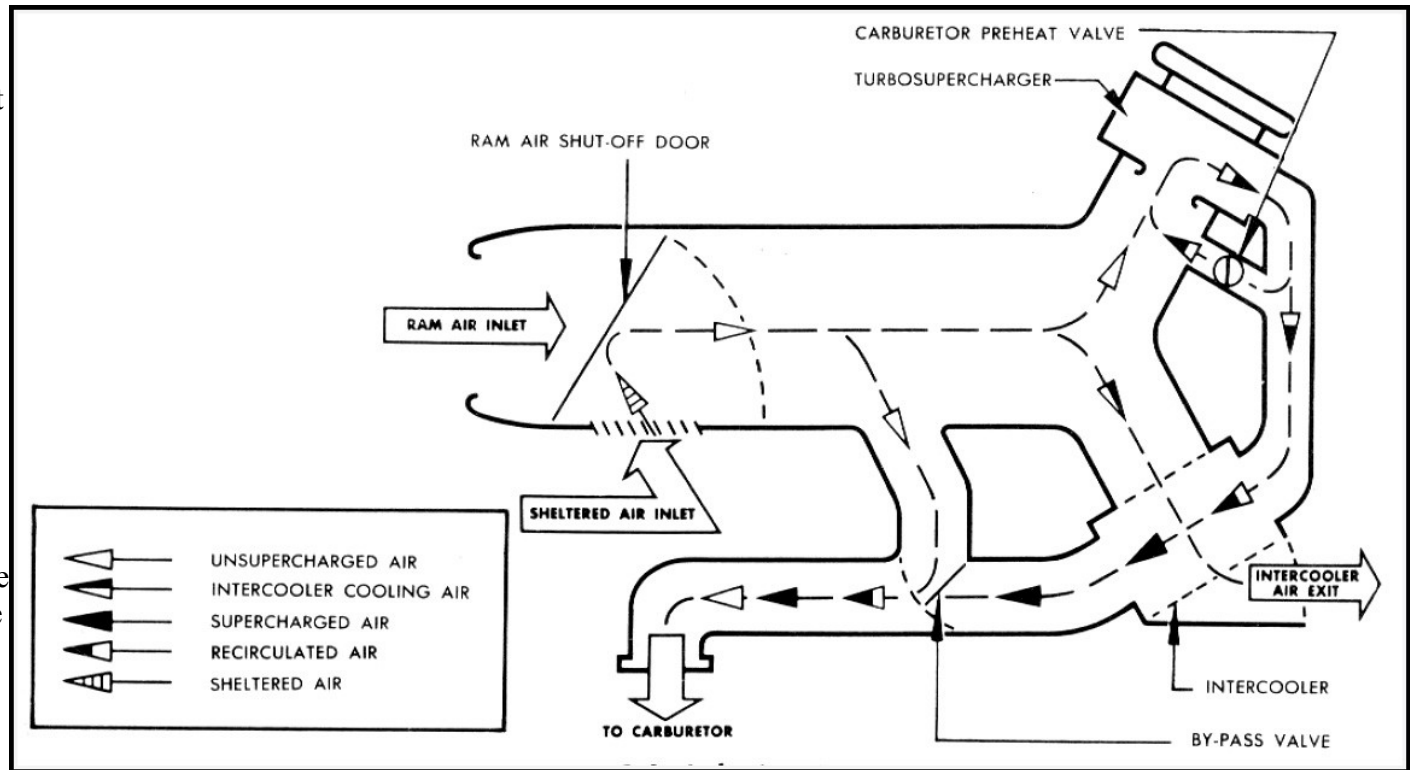 CARBURETOR PREHEAT VALVE
TURBOSUPERCHARGER
RAM AIR SHUT-OFF DOOR
RAM AIR INLET
SHELTERED AIR INLET
UNSUPERCHARGED AIR
INTERCOOLER COOLING AIR
SUPERCHARGED AIR
RECIRCULATED AIR
SHELTERED AIR
INTERCOOLER
AIR EXIT
INTERCOOLER
TO CARBURETOR
BY-PASS VALVE